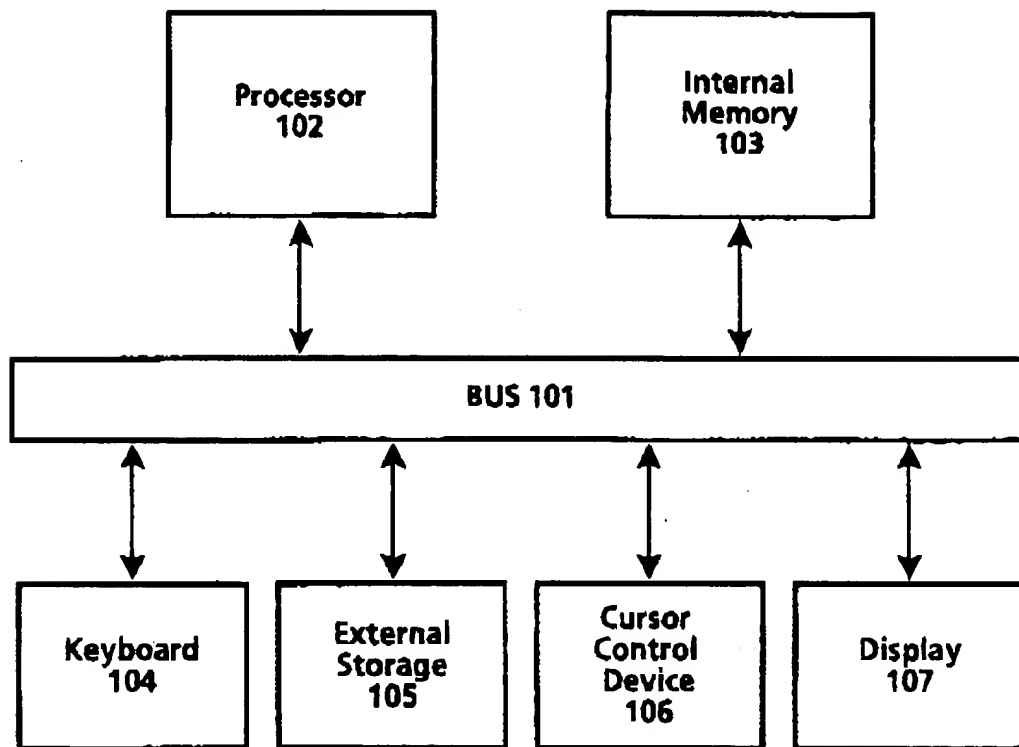 Processor
102
Internal
Memory
103
BUS 101
Keyboard
104
External
Storage
105
Cursor
Control
Device
106
Display
107